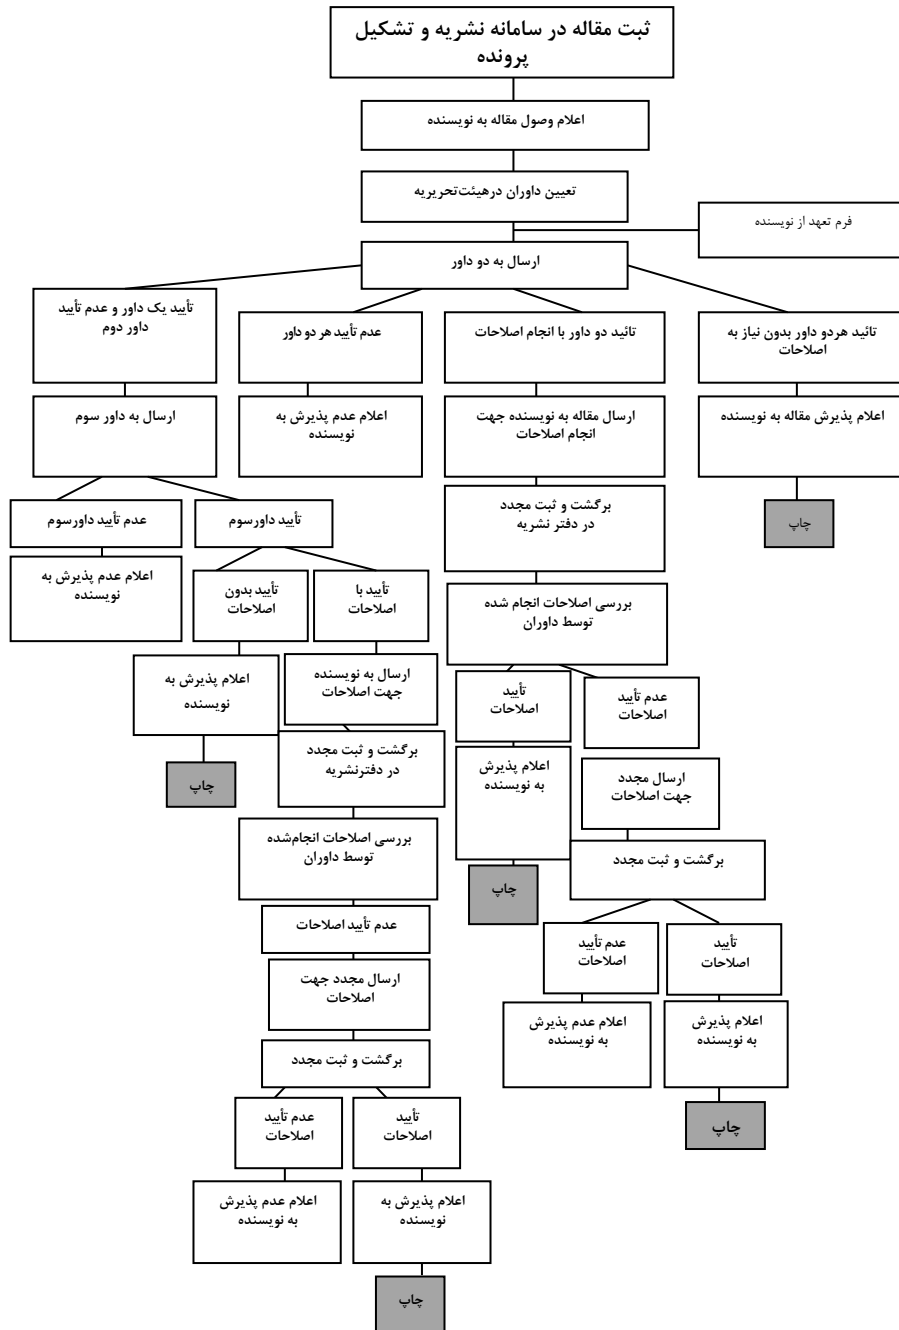 ثبت مقاله در سامانه نشریه و تشکیل
پرونده
اعلام وصول مقاله به نویسنده
تعیین داوران درهیئت‌تحریریه
فرم تعهد از نویسنده
ارسال به دو داور
تائید هردو داور بدون نیاز به
اصلاحات
تائید دو داور با انجام اصلاحات
عدم تأیید هر دو داور
تأیید یک داور و عدم تأیید
داور دوم
اعلام پذیرش مقاله به نویسنده
ارسال مقاله به نویسنده جهت
انجام اصلاحات
اعلام عدم پذیرش به
نویسنده
ارسال به داور سوم
چاپ
برگشت و ثبت مجدد
در دفتر نشریه
تأیید داورسوم
عدم تأیید داورسوم
بررسی اصلاحات انجام شده
توسط داوران
تأیید با
اصلاحات
تأیید بدون
اصلاحات
اعلام عدم پذیرش به
نویسنده
عدم تأیید
اصلاحات
تأیید
اصلاحات
ارسال به نویسنده
جهت اصلاحات
اعلام پذیرش به
نویسنده
ارسال مجدد
جهت اصلاحات
اعلام پذیرش
به نویسنده
برگشت و ثبت مجدد
در دفترنشریه
چاپ
برگشت و ثبت مجدد
چاپ
بررسی اصلاحات انجام‌شده
توسط داوران
تأیید
اصلاحات
عدم تأیید
اصلاحات
عدم تأیید اصلاحات
ارسال مجدد جهت
اصلاحات
اعلام پذیرش
به نویسنده
اعلام عدم پذیرش
به نویسنده
برگشت و ثبت مجدد
چاپ
تأیید
اصلاحات
عدم تأیید
اصلاحات
اعلام پذیرش به
نویسنده
اعلام عدم پذیرش
به نویسنده
چاپ